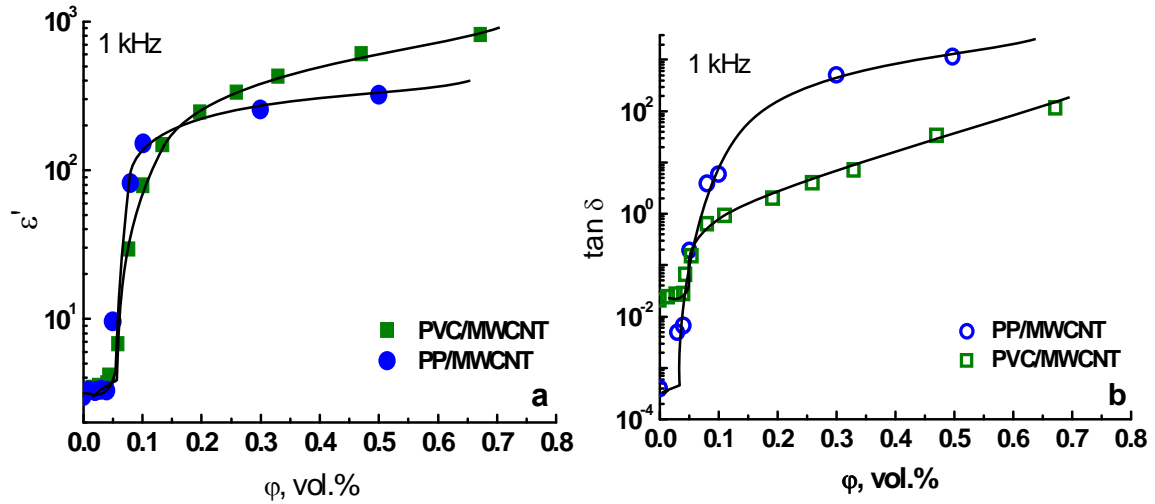 10³
1 kHz
10²
10¹
ε'
PVC/MWCNT
PP/MWCNT
a
0.0 0.1 0.2 0.3 0.4 0.5 0.6 0.7 0.8
φ, vol.%
1 kHz
10²
10⁰
10⁻²
10⁻⁴
tan δ
PP/MWCNT
PVC/MWCNT
b
0.0 0.1 0.2 0.3 0.4 0.5 0.6 0.7 0.8
φ, vol.%